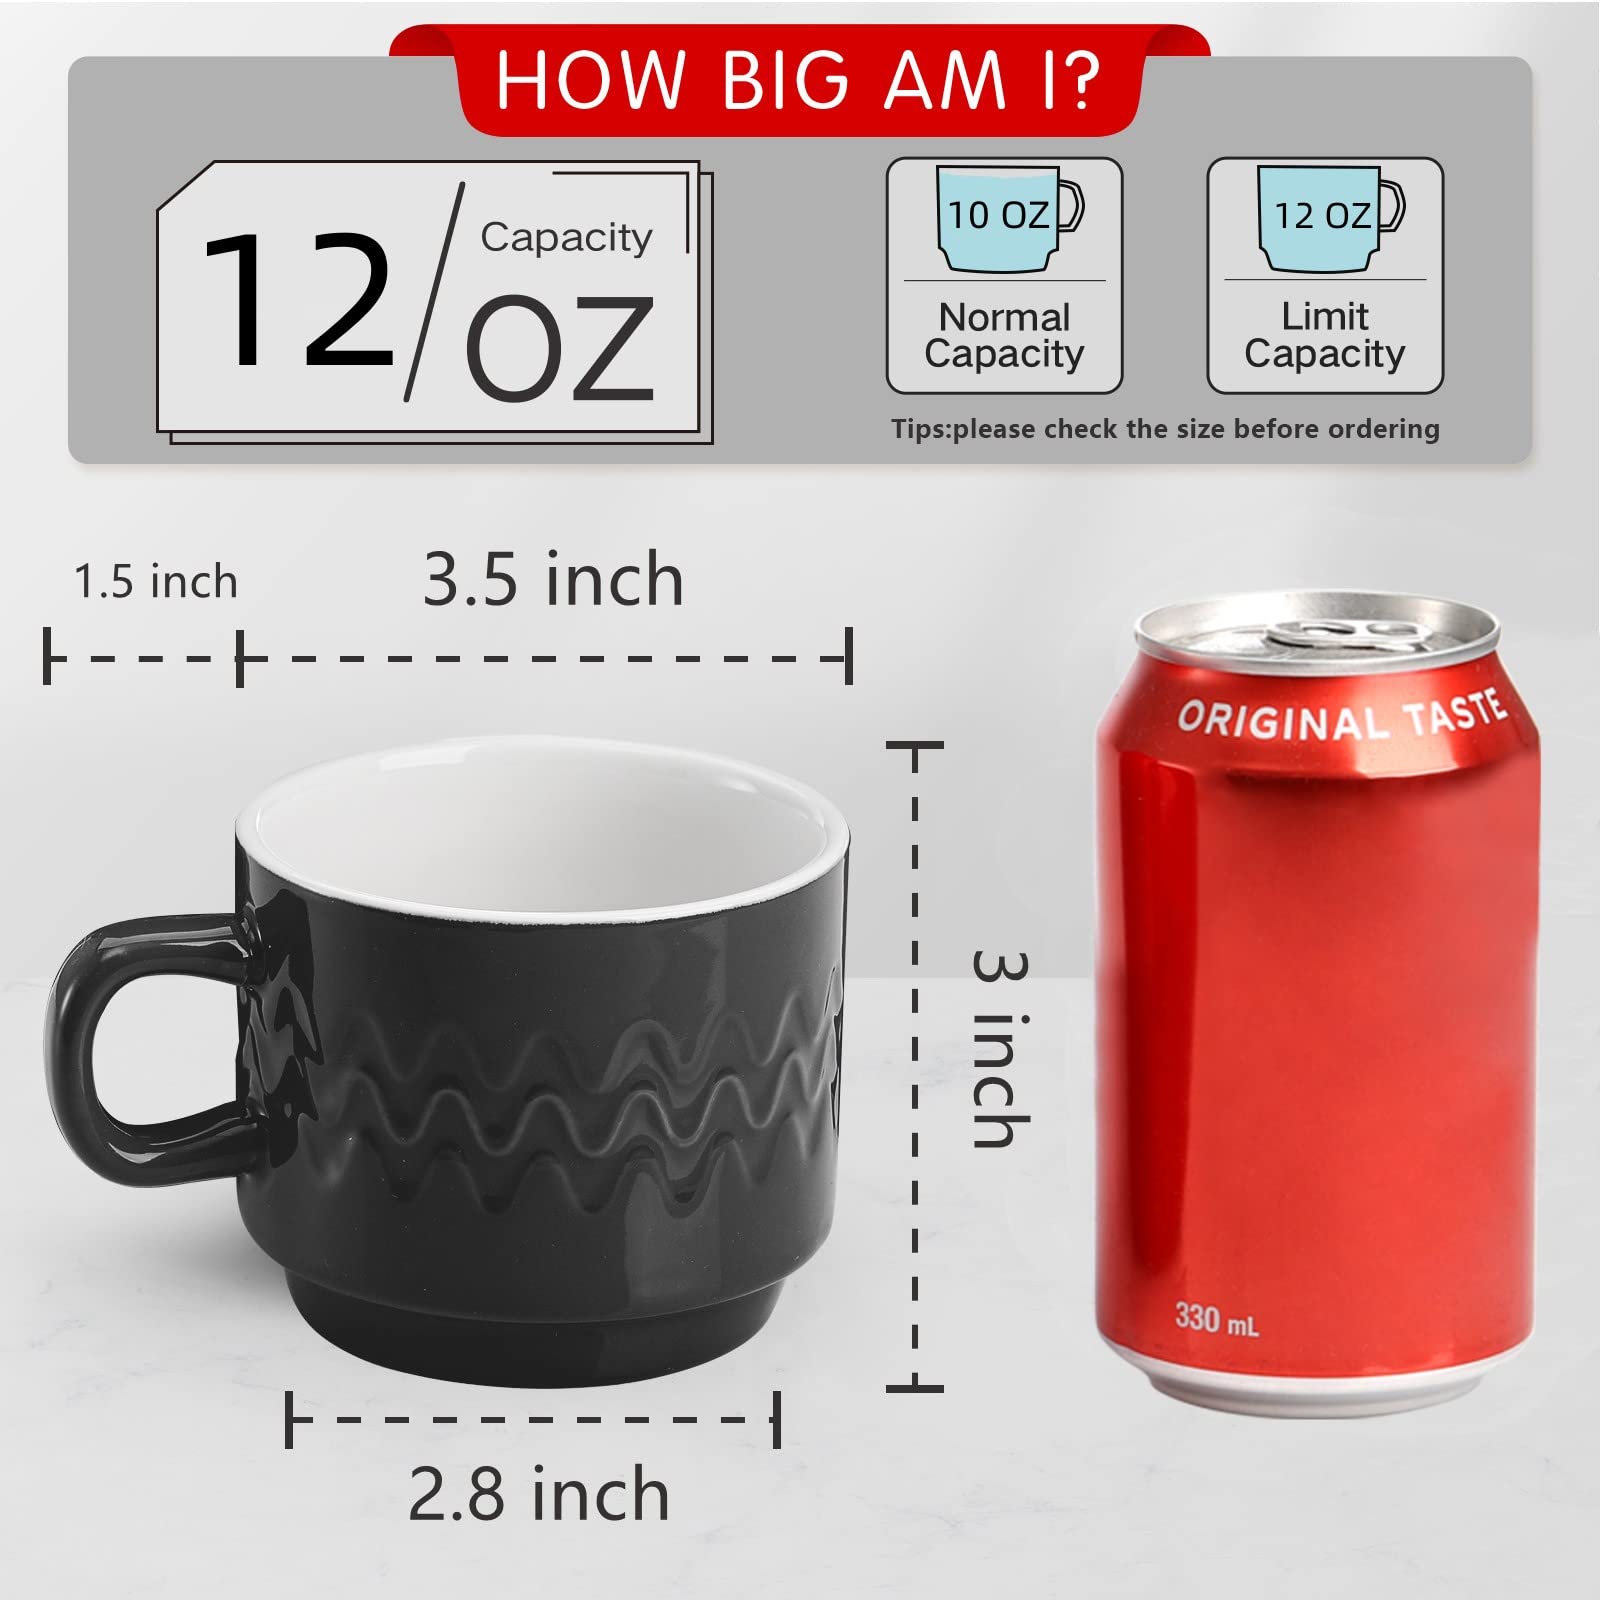 HOW BIG AM I?
12/OZ
Capacity
10 OZ
Normal
Capacity
12 OZ
Limit
Capacity
Tips:please check the size before ordering
1.5 inch
3.5 inch
3 inch
2.8 inch
ORIGINAL TASTE
330 mL